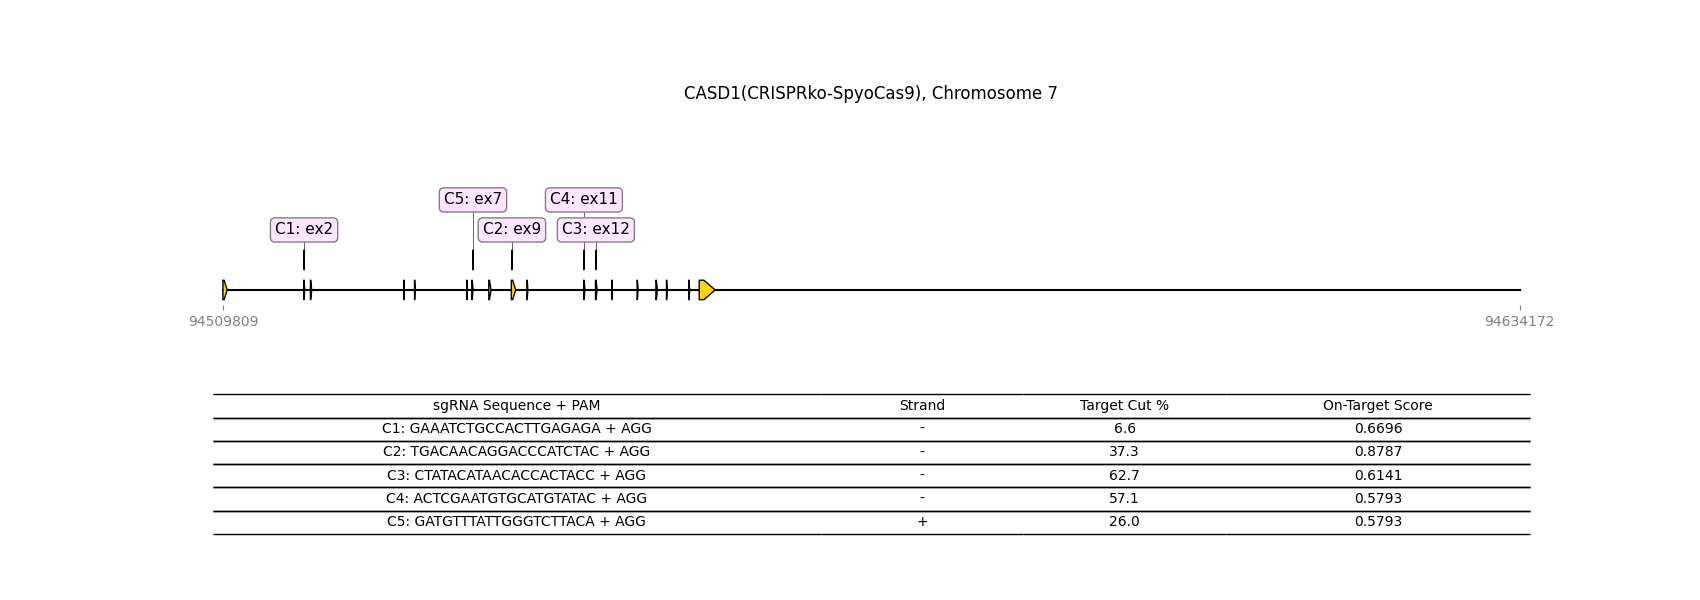 CASD1(CRISPRko-SpyoCas9), Chromosome 7
C5: ex7 C4: ex11
C1: ex2 C2: ex9 C3: ex12
94509809 94634172
sgRNA Sequence + PAM Strand Target Cut % On-Target Score
C1: GAAATCTGCCACTTGAGAGA + AGG - 6.6 0.6696
C2: TGACAACAGGACCCATCTAC + AGG - 37.3 0.8787
C3: CTATACATAACACCACTACC + AGG - 62.7 0.6141
C4: ACTCGAATGTGCATGTATAC + AGG - 57.1 0.5793
C5: GATGTTTATTGGGTCTTACA + AGG + 26.0 0.5793